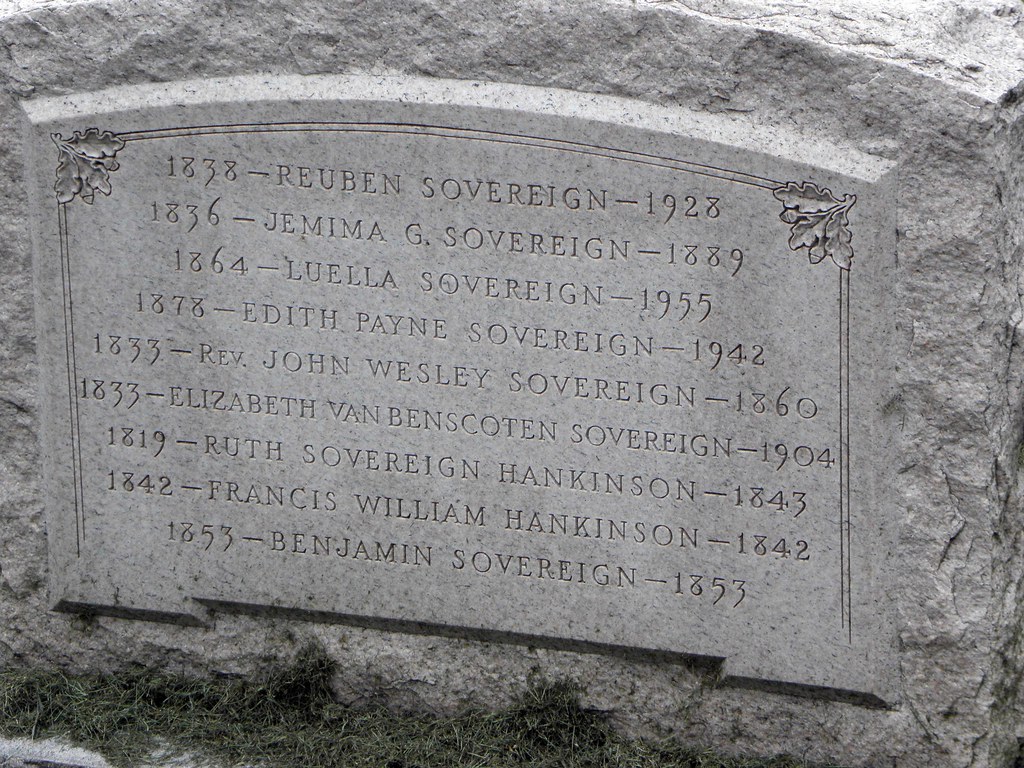 1838 – REUBEN SOVEREIGN – 1928
1836 – JEMIMA G. SOVEREIGN – 1889
1864 – LUELLA SOVEREIGN – 1955
1878 – EDITH PAYNE SOVEREIGN – 1942
1833 – REV. JOHN WESLEY SOVEREIGN – 1860
1833 – ELIZABETH VAN BENSCOTEN SOVEREIGN – 1904
1819 – RUTH SOVEREIGN HANKINSON – 1843
1842 – FRANCIS WILLIAM HANKINSON – 1842
1853 – BENJAMIN SOVEREIGN – 1853